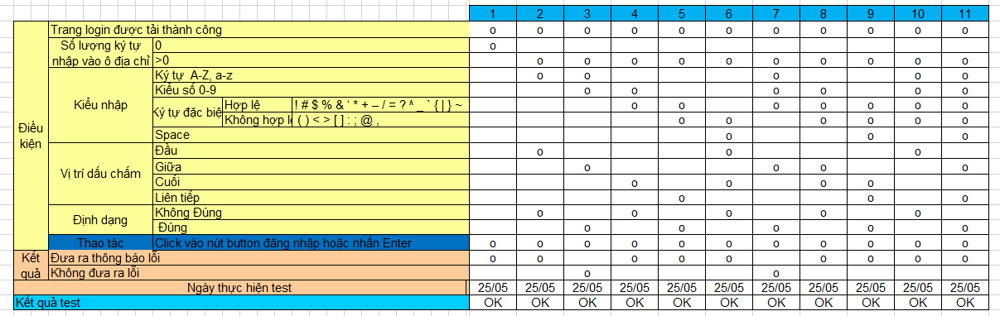 1 2 3 4 5 6 7 8 9 10 11
Trang login được tải thành công o o o o o o o o o o o
Số lượng ký tự nhập vào ô địa chỉ 0 o
>0 o o o o o o o o o o
Điều kiện
Kiểu nhập
Ký tự A-Z, a-z o o o o o
Kiểu số 0-9 o o o o o o
Ký tự đặc biệ Hợp lệ ! # $ % & ‘ * + – / = ? ^ _ ` { | } ~ o o o o o o o
Không hợp lệ ( ) < > [ ] : ; @ , o o o o o o
Space o o o
Vị trí dấu chấm
Đầu o o o
Giữa o o o o
Cuối o o o o
Liên tiếp o o o
Định dạng
Không Đúng o o o o o
Đúng o o o o o
Thao tác Click vào nút button đăng nhập hoặc nhấn Enter o o o o o o o o o o o
Kết quả
Đưa ra thông báo lỗi o o o o o o o o o
Không đưa ra lỗi o o
Ngày thực hiện test 25/05 25/05 25/05 25/05 25/05 25/05 25/05 25/05 25/05 25/05 25/05
Kết quả test OK OK OK OK OK OK OK OK OK OK OK